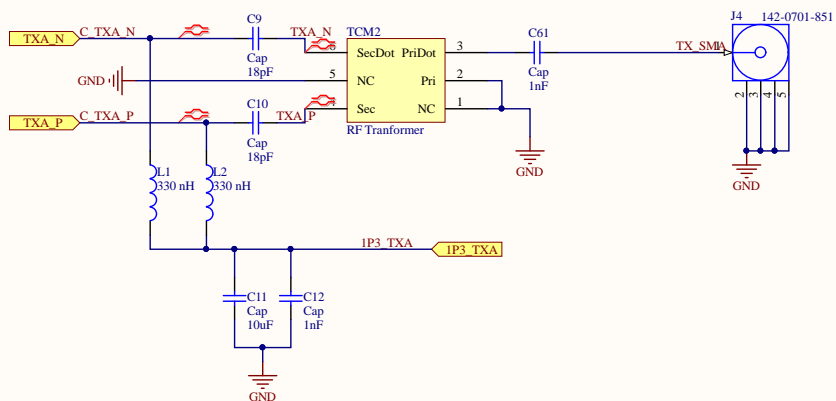 J4 142-0701-851
C9 TCM2
C_TXA_N TXA_N C61
TXA_N 6 SecDot PriDot 3 TX_SMA 1
Cap Cap
18pF 1nF
GND 5 NC Pri 2
C10
C_TXA_P TXA_P 4 Sec NC 1
TXA_P
Cap RF Tranformer
18pF
2 3 4 5
GND
GND
L1 L2
330 nH 330 nH
1P3_TXA 1P3_TXA
C11 C12
Cap Cap
10uF 1nF
GND